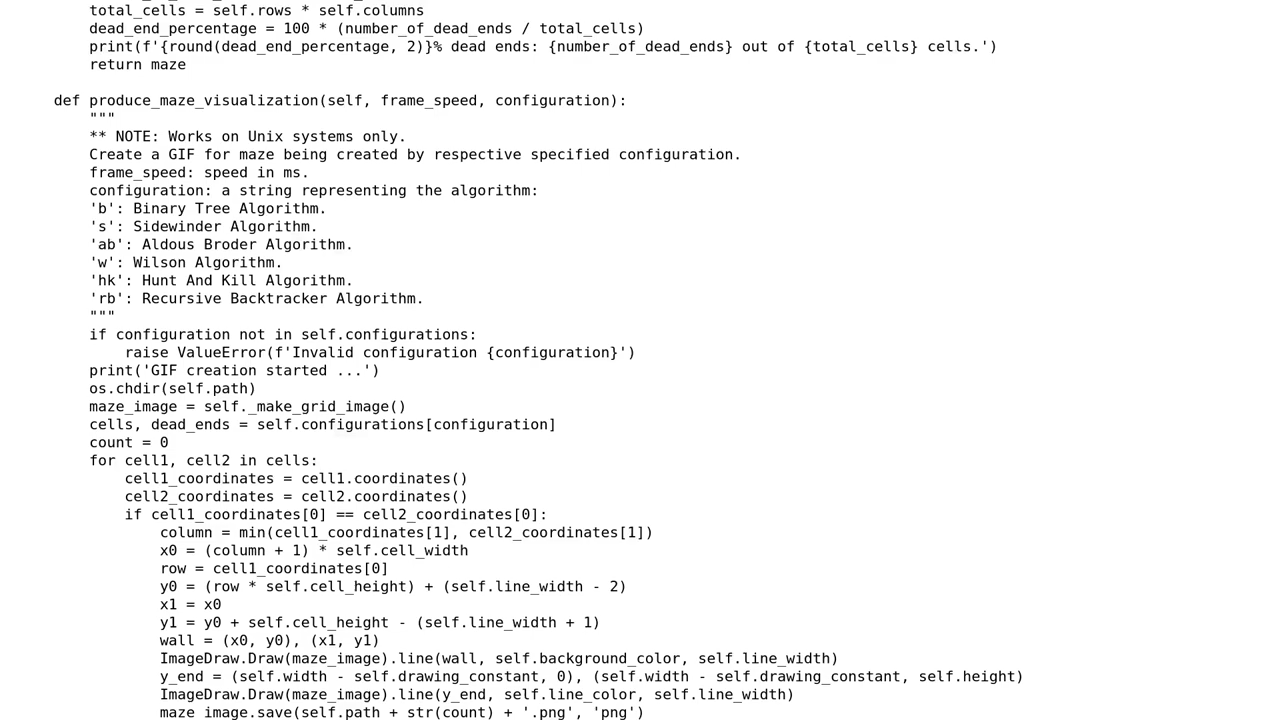 total_cells = self.rows * self.columns
dead_end_percentage = 100 * (number_of_dead_ends / total_cells)
print(f'{round(dead_end_percentage, 2)}% dead ends: {number_of_dead_ends} out of {total_cells} cells.')
return maze
def produce_maze_visualization(self, frame_speed, configuration):
"""
** NOTE: Works on Unix systems only.
Create a GIF for maze being created by respective specified configuration.
frame_speed: speed in ms.
configuration: a string representing the algorithm:
'b': Binary Tree Algorithm.
's': Sidewinder Algorithm.
'ab': Aldous Broder Algorithm.
'w': Wilson Algorithm.
'hk': Hunt And Kill Algorithm.
'rb': Recursive Backtracker Algorithm.
"""
if configuration not in self.configurations:
raise ValueError(f'Invalid configuration {configuration}')
print('GIF creation started ...')
os.chdir(self.path)
maze_image = self._make_grid_image()
cells, dead_ends = self.configurations[configuration]
count = 0
for cell1, cell2 in cells:
cell1_coordinates = cell1.coordinates()
cell2_coordinates = cell2.coordinates()
if cell1_coordinates[0] == cell2_coordinates[0]:
column = min(cell1_coordinates[1], cell2_coordinates[1])
x0 = (column + 1) * self.cell_width
row = cell1_coordinates[0]
y0 = (row * self.cell_height) + (self.line_width - 2)
x1 = x0
y1 = y0 + self.cell_height - (self.line_width + 1)
wall = (x0, y0), (x1, y1)
ImageDraw.Draw(maze_image).line(wall, self.background_color, self.line_width)
y_end = (self.width - self.drawing_constant, 0), (self.width - self.drawing_constant, self.height)
ImageDraw.Draw(maze_image).line(y_end, self.line_color, self.line_width)
maze_image.save(self.path + str(count) + '.png', 'png')